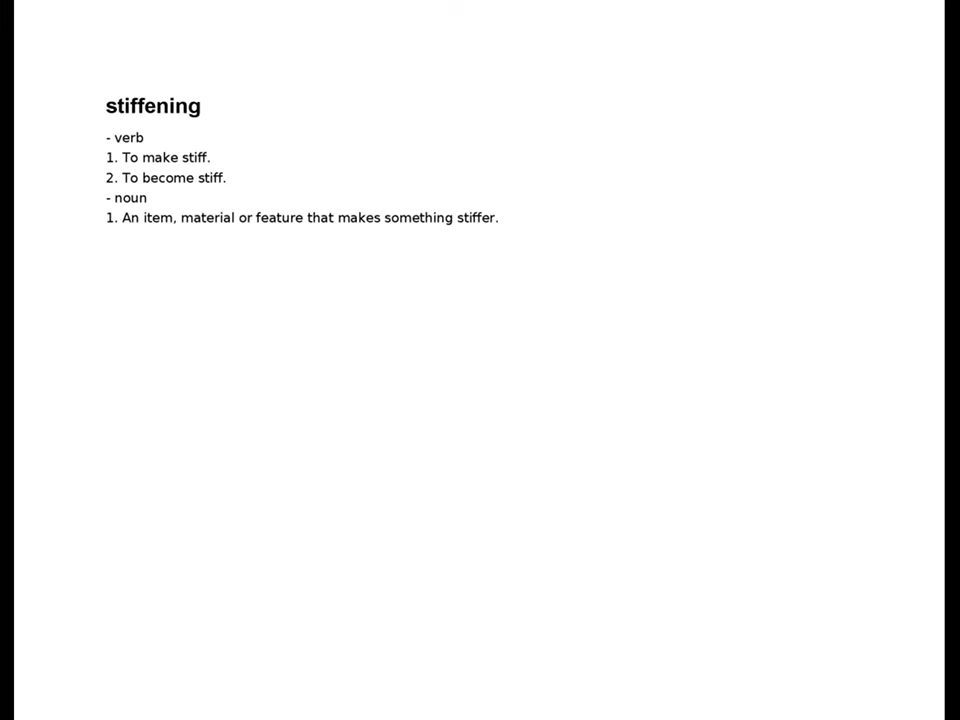 stiffening
- verb
1. To make stiff.
2. To become stiff.
- noun
1. An item, material or feature that makes something stiffer.